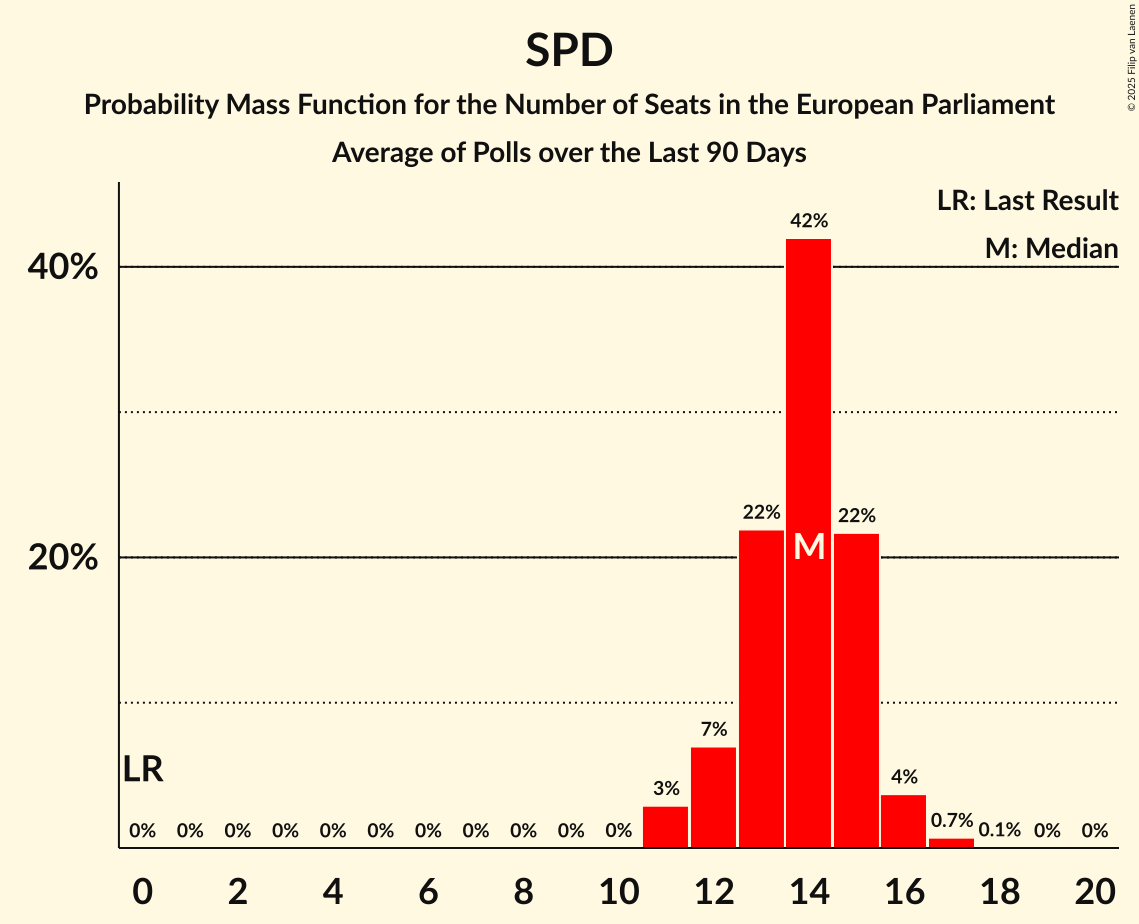 SPD
Probability Mass Function for the Number of Seats in the European Parliament
Average of Polls over the Last 90 Days
© 2025 Filip van Laenen
LR: Last Result
M: Median
40%
20%
LR
M
0% 0% 0% 0% 0% 0% 0% 0% 0% 0% 0% 3% 7% 22% 42% 22% 4% 0.7% 0.1% 0% 0%
0 2 4 6 8 10 12 14 16 18 20